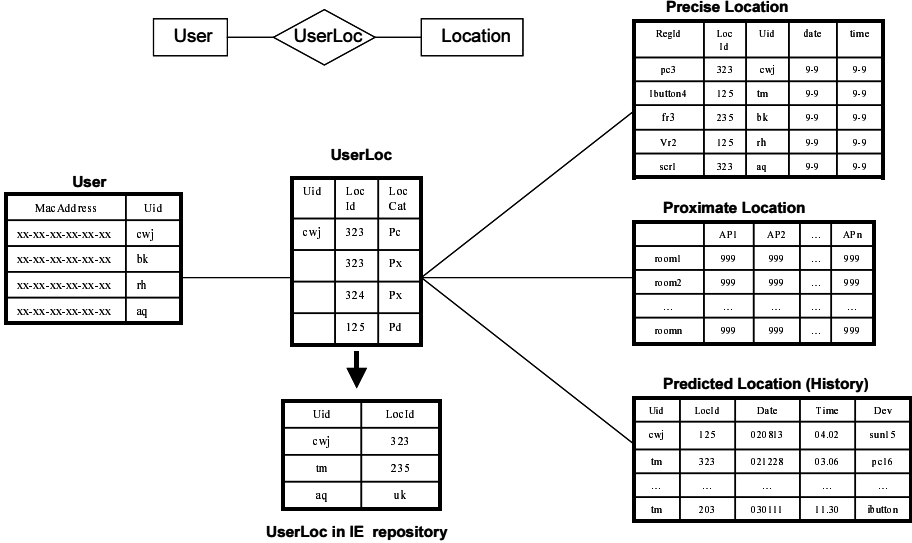 User UserLoc Location
Precise Location
RegId Loc Id Uid date time
pc3 323 cwj 9-9 9-9
1button4 125 tm 9-9 9-9
fr3 235 bk 9-9 9-9
Vr2 125 rh 9-9 9-9
scr1 323 aq 9-9 9-9
User
MacAddress Uid
xx-xx-xx-xx-xx-xx cwj
xx-xx-xx-xx-xx-xx bk
xx-xx-xx-xx-xx-xx rh
xx-xx-xx-xx-xx-xx aq
UserLoc
Uid Loc Id Loc Cat
cwj 323 Pc
323 Px
324 Px
125 Pd
Proximate Location
AP1 AP2 ... APn
room1 999 999 ... 999
room2 999 999 ... 999
... ... ... ... ...
roomn 999 999 ... 999
Predicted Location (History)
Uid LocId Date Time Dev
cwj 125 020813 04.02 sun15
tm 323 021228 03.06 pc16
... ... ... ... ...
tm 203 030111 11.30 ibutton
Uid LocId
cwj 323
tm 235
aq uk
UserLoc in IE repository